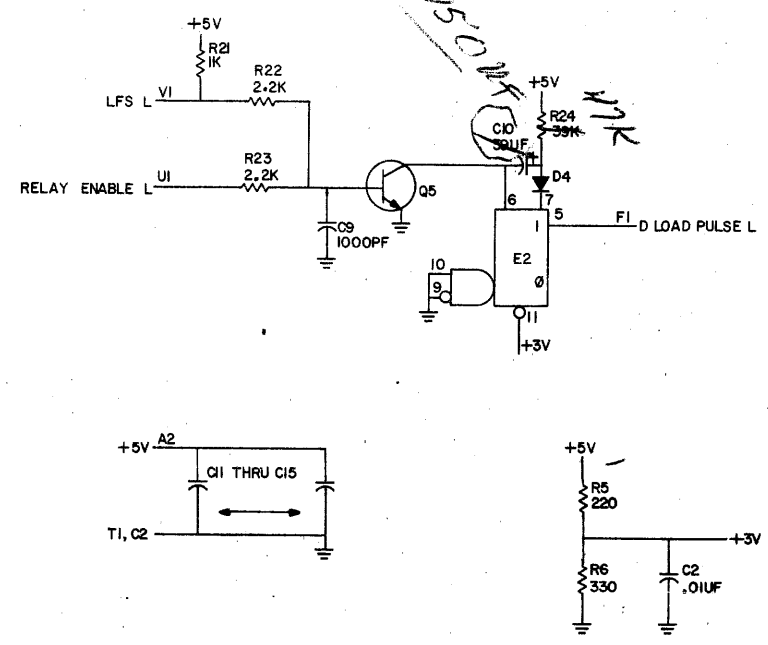 +5V
R21
1K
LFS L V1
R22
2.2K
RELAY ENABLE L U1
R23
2.2K
C9
1000PF
Q5
C10
39UF
+
+5V
R24
39K
47K
D4
6
7
1
5
F1
D LOAD PULSE L
E2
Ø
10
9
11
+3V
+5V A2
C11 THRU C15
T1, C2
+5V
R5
220
+3V
R6
330
C2
.01UF